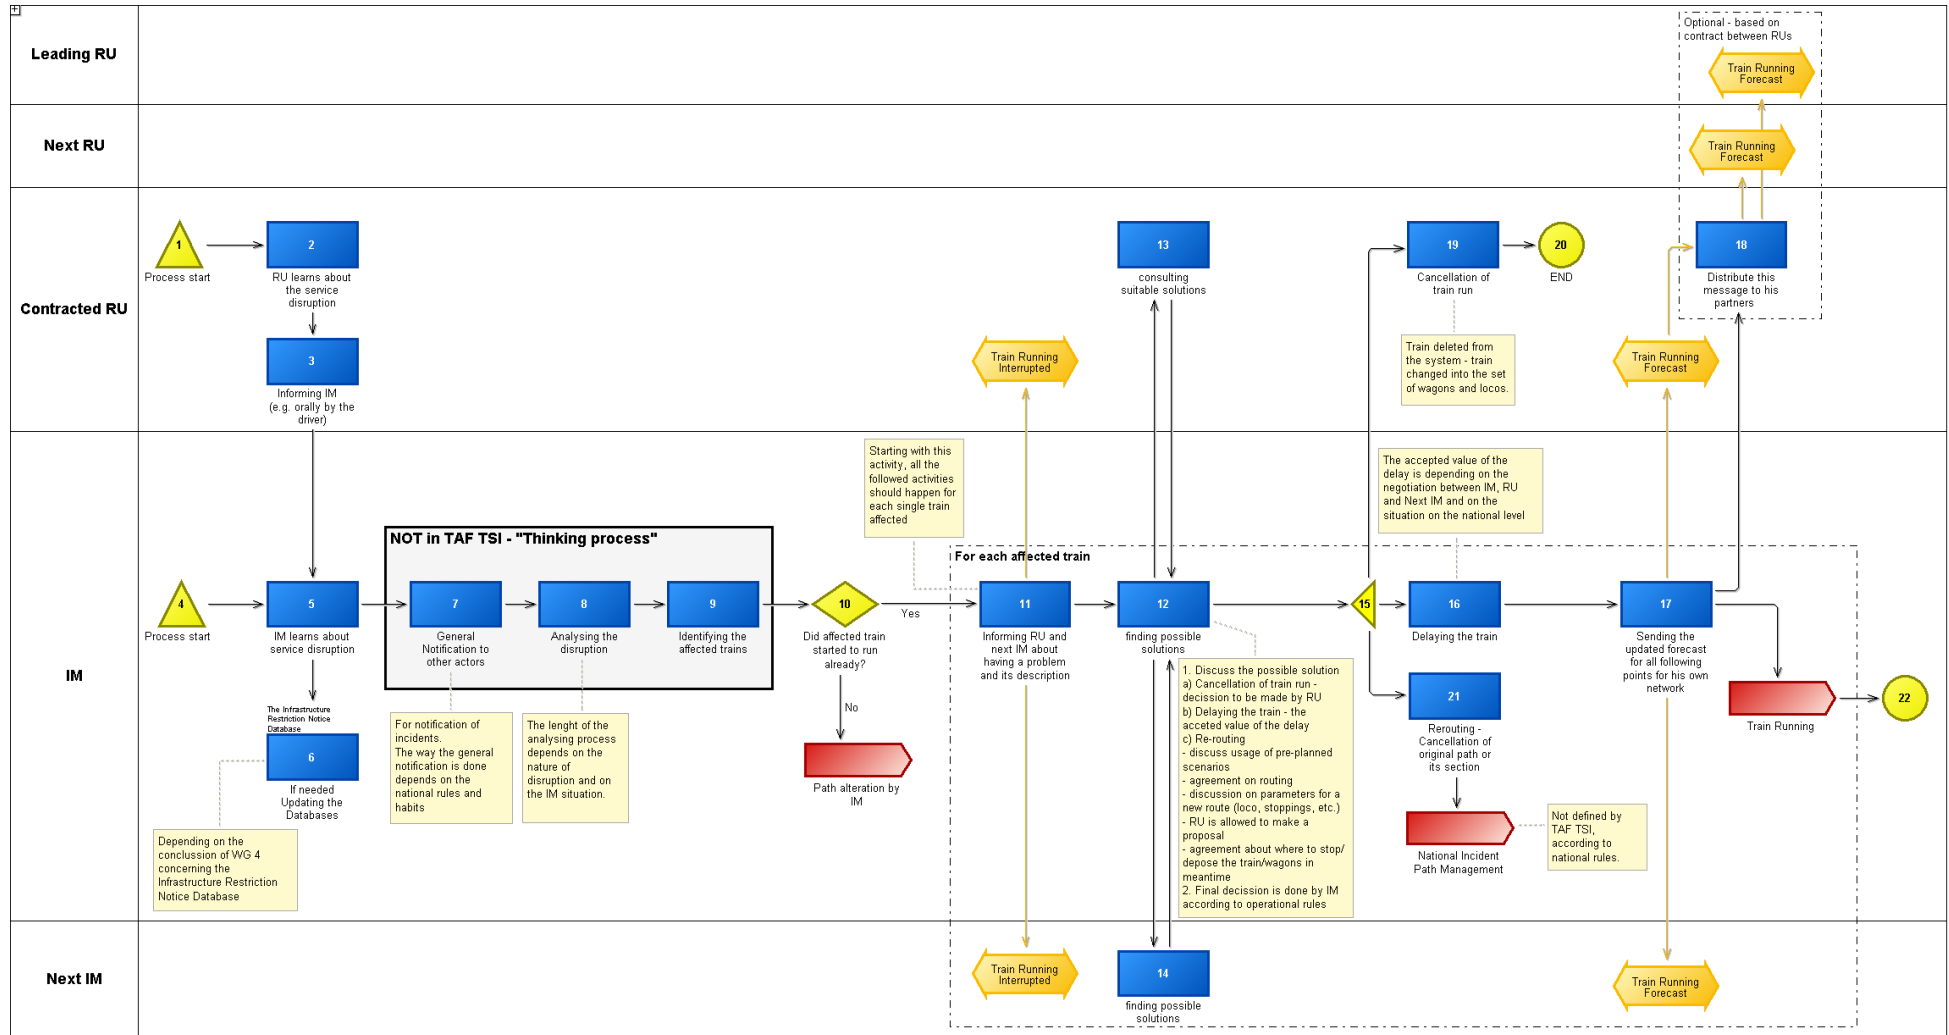 Optional - based on
contract between RUs
Leading RU
Train Running
Forecast
Next RU
Train Running
Forecast
Contracted RU
1
Process start
2
RU learns about
the service
disruption
3
Informing IM
(e.g. orally by the
driver)
Train Running
Interrupted
13
consulting
suitable solutions
19
Cancellation of
train run
20
END
Train deleted from
the system - train
changed into the set
of wagons and locos.
Train Running
Forecast
18
Distribute this
message to his
partners
IM
4
Process start
5
IM learns about
service disruption
The Infrastructure
Restriction Notice
Database
6
If needed
Updating the
Databases
Depending on the
conclussion of WG 4
concerning the
Infrastructure Restriction
Notice Database
NOT in TAF TSI - "Thinking process"
7
General
Notification to
other actors
8
Analysing the
disruption
9
Identifying the
affected trains
For notification of
incidents.
The way the general
notification is done
depends on the
national rules and
habits
The lenght of the
analysing process
depends on the
nature of
disruption and on
the IM situation.
10
Did affected train
started to run
already?
Yes
No
Path alteration by
IM
Starting with this
activity, all the
followed activities
should happen for
each single train
affected
For each affected train
11
Informing RU and
next IM about
having a problem
and its description
12
finding possible
solutions
1. Discuss the possible solution
a) Cancellation of train run -
decission to be made by RU
b) Delaying the train - the
acceted value of the delay
c) Re-routing
- discuss usage of pre-planned
scenarios
- agreement on routing
- discussion on parameters for a
new route (loco, stoppings, etc.)
- RU is allowed to make a
proposal
- agreement about where to stop/
depose the train/wagons in
meantime
2. Final decission is done by IM
according to operational rules
The accepted value of the
delay is depending on the
negotiation between IM, RU
and Next IM and on the
situation on the national level
15
16
Delaying the train
21
Rerouting -
Cancellation of
original path or
its section
National Incident
Path Management
Not defined by
TAF TSI,
according to
national rules.
17
Sending the
updated forecast
for all following
points for his own
network
Train Running
22
Next IM
Train Running
Interrupted
14
finding possible
solutions
Train Running
Forecast